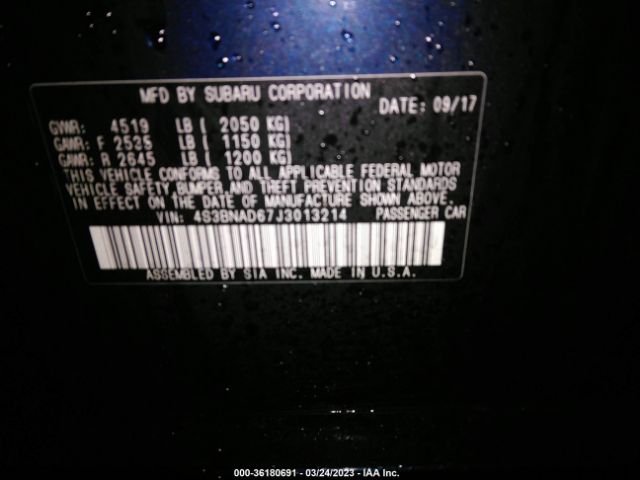 MFD BY SUBARU CORPORATION
DATE: 09/17
GVWR: 4519 LB ( 2050 KG)
GAWR: F 2535 LB ( 1150 KG)
GAWR: R 2645 LB ( 1200 KG)
THIS VEHICLE CONFORMS TO ALL APPLICABLE FEDERAL MOTOR
VEHICLE SAFETY,BUMPER,AND THEFT PREVENTION STANDARDS
IN EFFECT ON THE DATE OF MANUFACTURE SHOWN ABOVE.
VIN: 4S3BNAD67J3013214 PASSENGER CAR
ASSEMBLED BY SIA INC. MADE IN U.S.A.
000-36180691 - 03/24/2023 - IAA Inc.